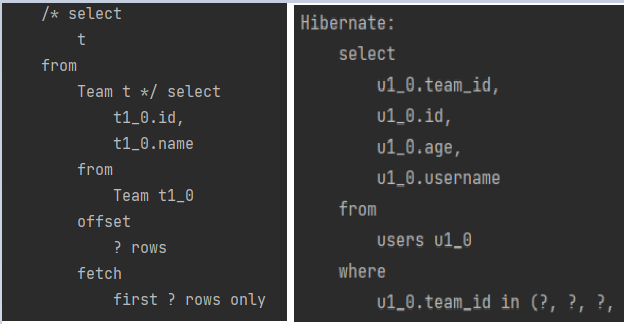 /* select
t
from
Team t */ select
t1_0.id,
t1_0.name
from
Team t1_0
offset
? rows
fetch
first ? rows only
Hibernate:
select
u1_0.team_id,
u1_0.id,
u1_0.age,
u1_0.username
from
users u1_0
where
u1_0.team_id in (?, ?, ?,